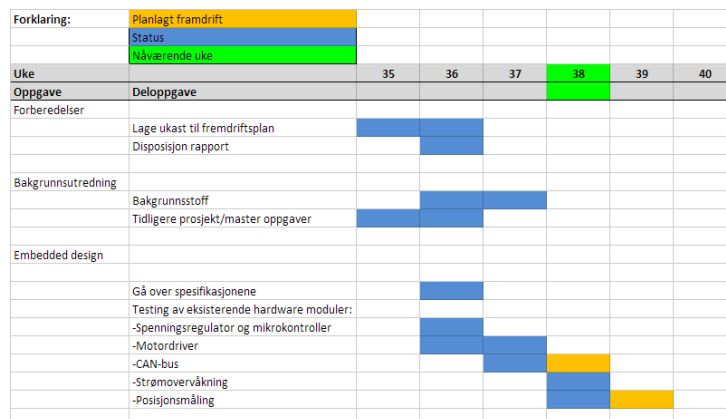 Forklaring: Planlagt framdrift
Status
Nåværende uke
Uke 35 36 37 38 39 40
Oppgave Deloppgave
Forberedelser
Lage ukast til fremdriftsplan
Disposisjon rapport
Bakgrunnsutredning
Bakgrunnsstoff
Tidligere prosjekt/master oppgaver
Embedded design
Gå over spesifikasjonene
Testing av eksisterende hardware moduler:
-Spenningsregulator og mikrokontroller
-Motordriver
-CAN-bus
-Strømovervåkning
-Posisjonsmåling